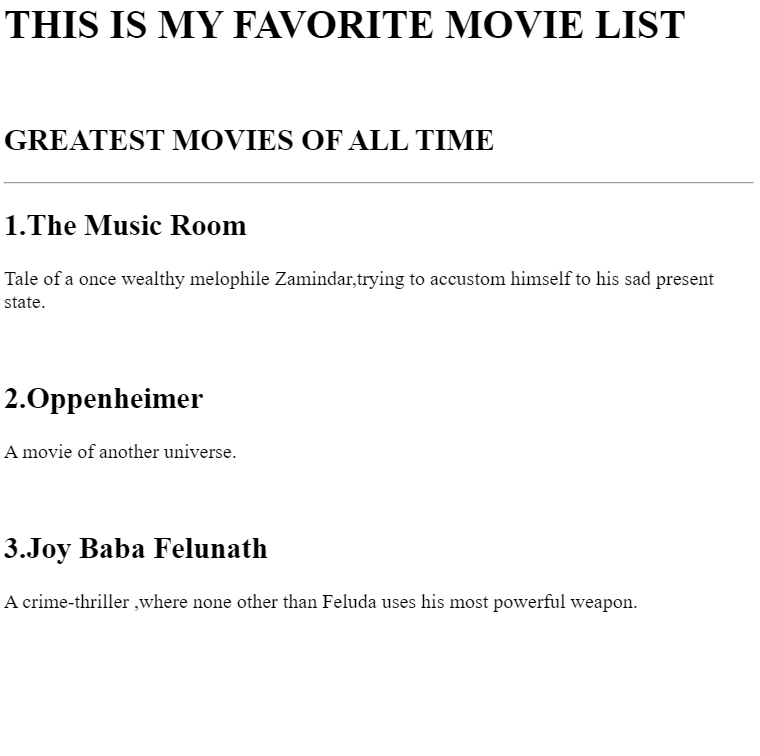 THIS IS MY FAVORITE MOVIE LIST
GREATEST MOVIES OF ALL TIME
1.The Music Room
Tale of a once wealthy melophile Zamindar,trying to accustom himself to his sad present
state.
2.Oppenheimer
A movie of another universe.
3.Joy Baba Felunath
A crime-thriller ,where none other than Feluda uses his most powerful weapon.